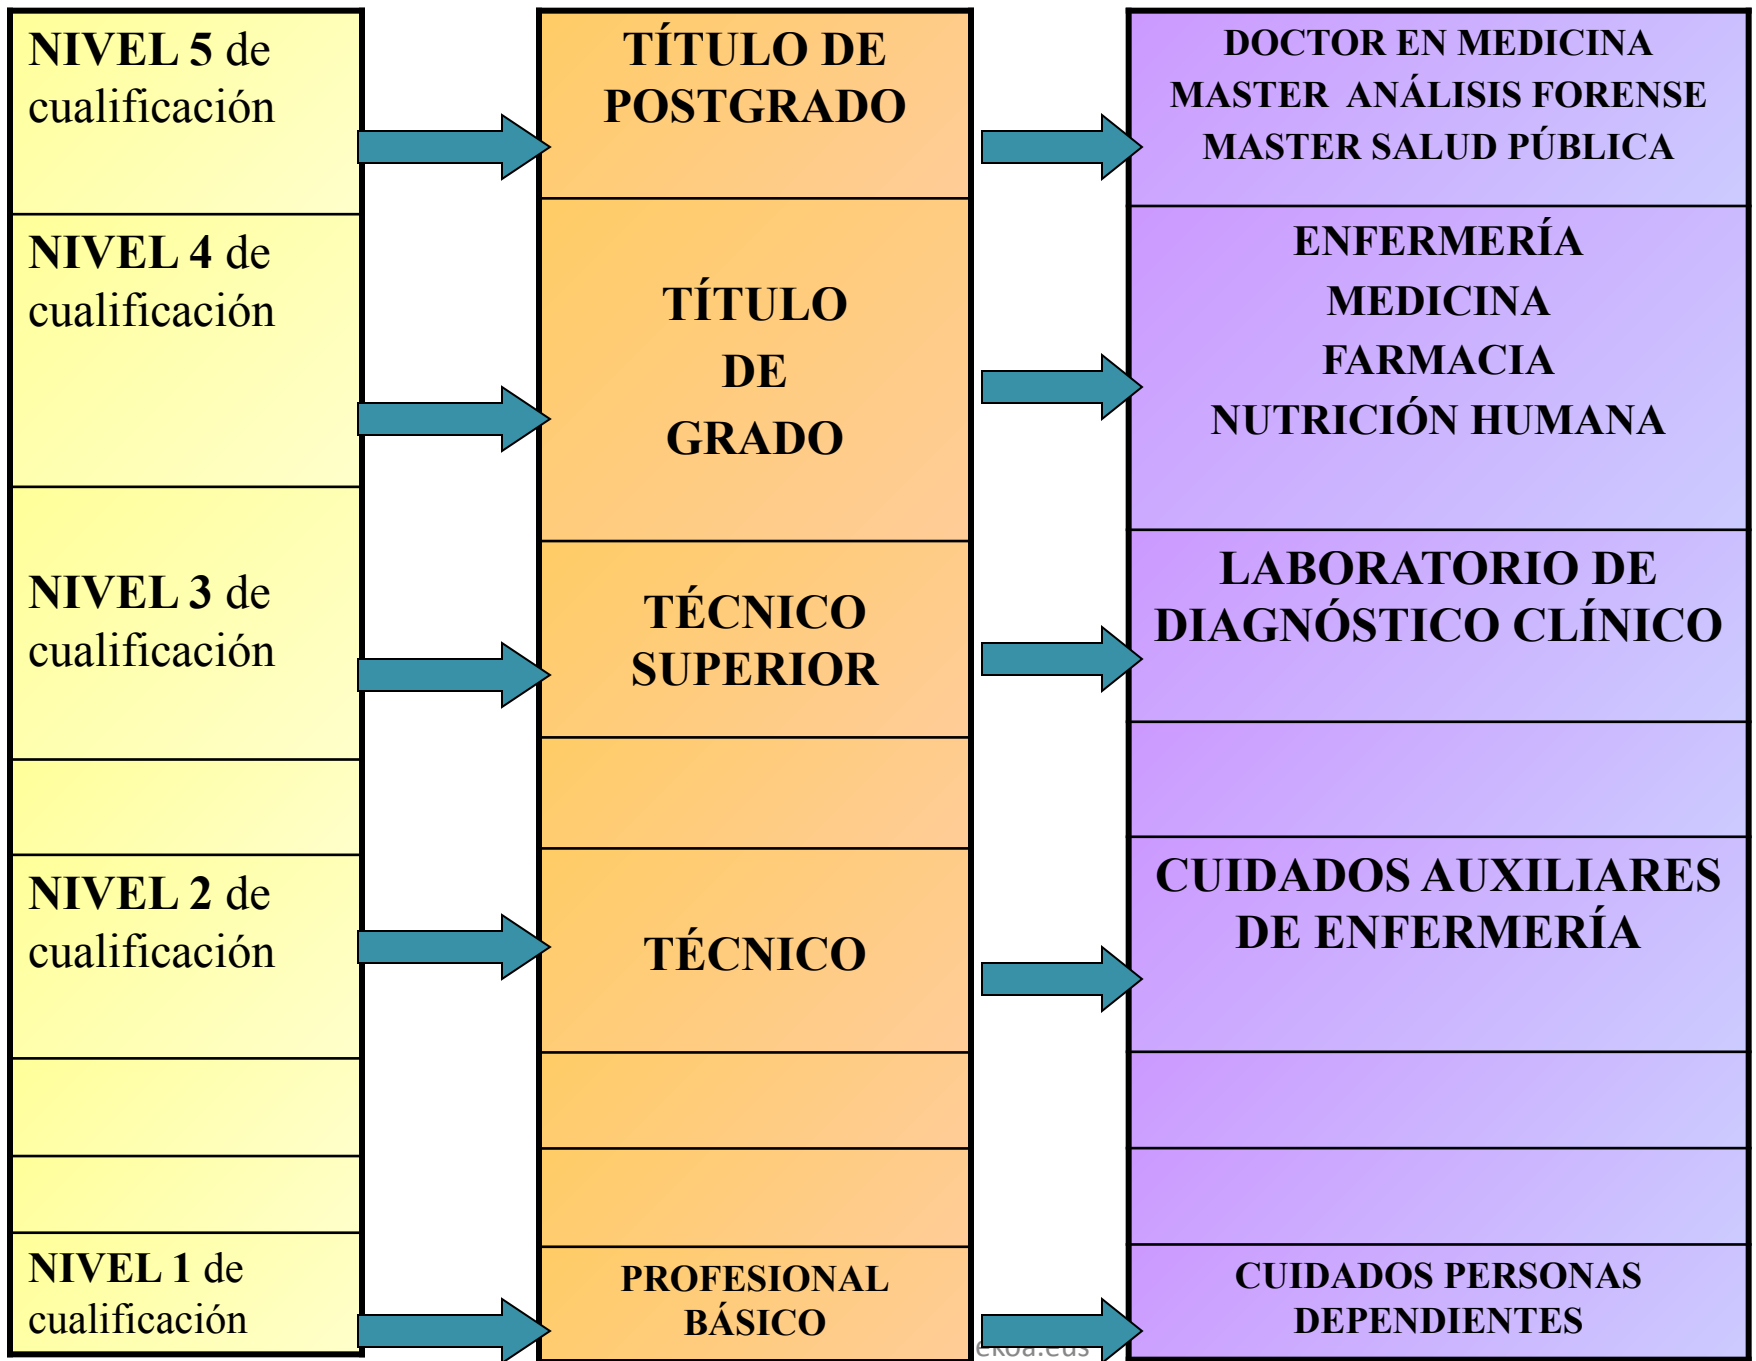 NIVEL 5 de
cualificación
TÍTULO DE
POSTGRADO
DOCTOR EN MEDICINA
MASTER ANÁLISIS FORENSE
MASTER SALUD PÚBLICA
NIVEL 4 de
cualificación
TÍTULO
DE
GRADO
ENFERMERÍA
MEDICINA
FARMACIA
NUTRICIÓN HUMANA
NIVEL 3 de
cualificación
TÉCNICO
SUPERIOR
LABORATORIO DE
DIAGNÓSTICO CLÍNICO
NIVEL 2 de
cualificación
TÉCNICO
CUIDADOS AUXILIARES
DE ENFERMERÍA
NIVEL 1 de
cualificación
PROFESIONAL
BÁSICO
CUIDADOS PERSONAS
DEPENDIENTES
ekoa.eus